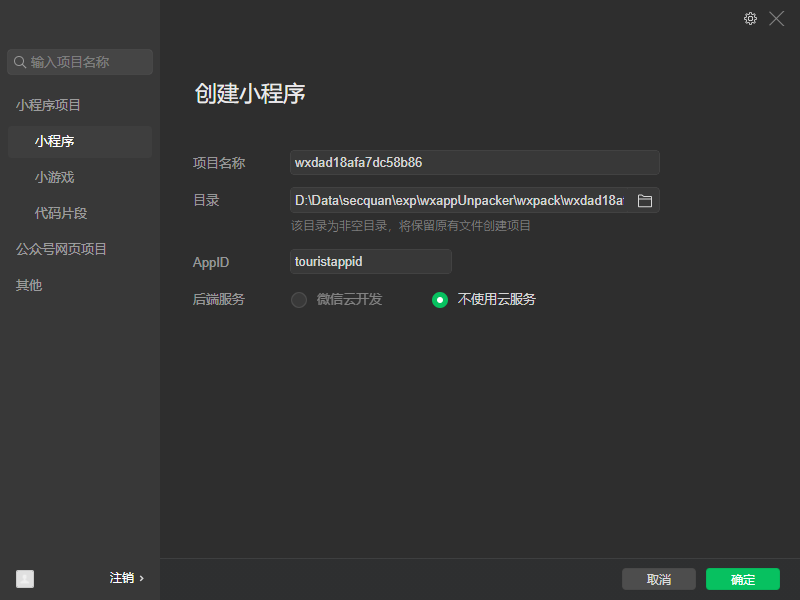 输入项目名称
小程序项目
小程序
小游戏
代码片段
公众号网页项目
其他
注销 ›
创建小程序
项目名称 wxdad18afa7dc58b86
目录 D:\Data\secquan\exp\wxappUnpacker\wxpack\wxdad18a
该目录为非空目录，将保留原有文件创建项目
AppID touristappid
后端服务 微信云开发 不使用云服务
取消 确定